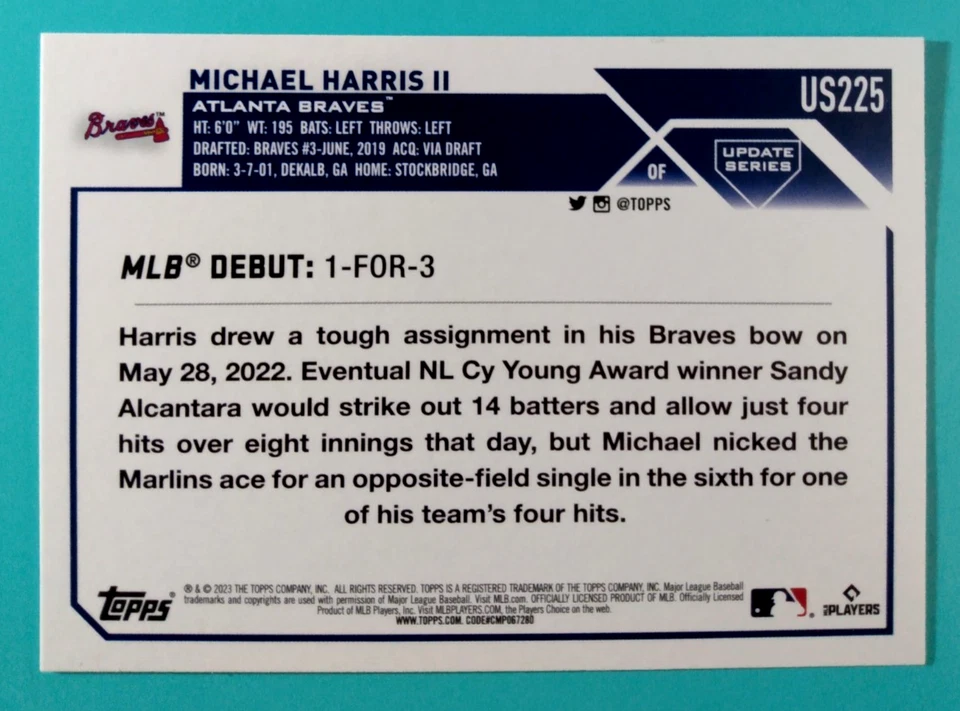 MICHAEL HARRIS II
US225
Braves
ATLANTA BRAVES™
HT: 6'0" WT: 195 BATS: LEFT THROWS: LEFT
DRAFTED: BRAVES #3-JUNE, 2019 ACQ: VIA DRAFT
BORN: 3-7-01, DEKALB, GA HOME: STOCKBRIDGE, GA
OF
UPDATE
SERIES
@TOPPS
MLB® DEBUT: 1-FOR-3
Harris drew a tough assignment in his Braves bow on
May 28, 2022. Eventual NL Cy Young Award winner Sandy
Alcantara would strike out 14 batters and allow just four
hits over eight innings that day, but Michael nicked the
Marlins ace for an opposite-field single in the sixth for one
of his team's four hits.
topps®
® & © 2023 THE TOPPS COMPANY, INC. ALL RIGHTS RESERVED. TOPPS IS A REGISTERED TRADEMARK OF THE TOPPS COMPANY, INC. Major League Baseball
trademarks and copyrights are used with permission of Major League Baseball. Visit MLB.com. OFFICIALLY LICENSED PRODUCT OF MLB. Officially Licensed
Product of MLB Players, Inc. Visit MLBPLAYERS.COM, the Players Choice on the web.
WWW.TOPPS.COM. CODE#CMP067280
MLB PLAYERS